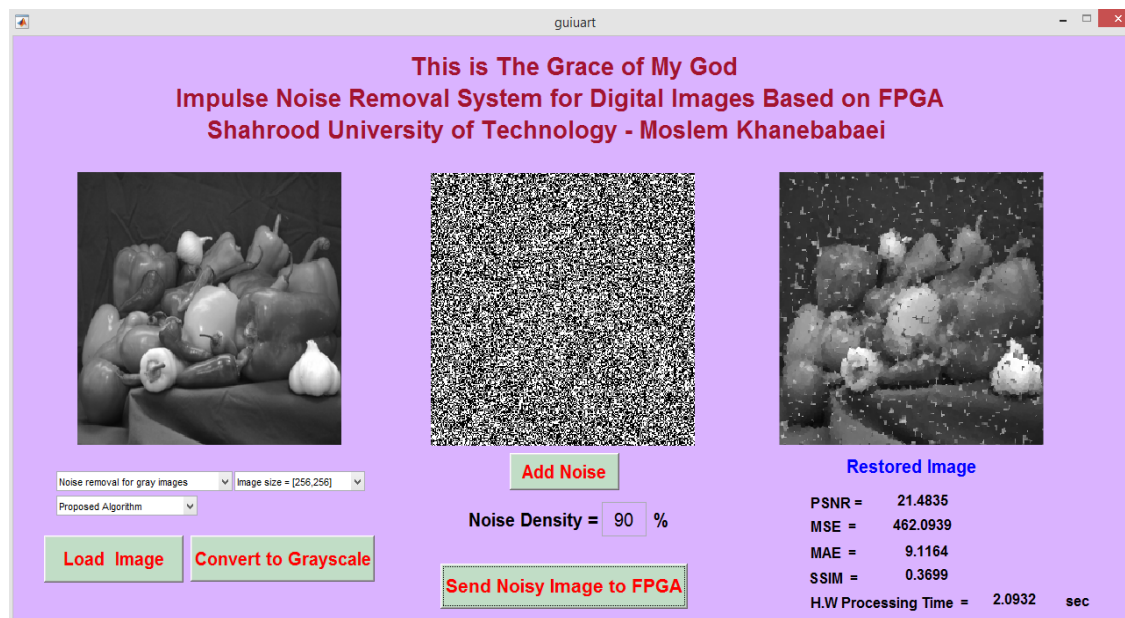 guiuart
This is The Grace of My God
Impulse Noise Removal System for Digital Images Based on FPGA
Shahrood University of Technology - Moslem Khanebabaei
Noise removal for gray images
Image size = [256,256]
Proposed Algorithm
Load Image
Convert to Grayscale
Add Noise
Noise Density = 90 %
Send Noisy Image to FPGA
Restored Image
PSNR = 21.4835
MSE = 462.0939
MAE = 9.1164
SSIM = 0.3699
H.W Processing Time = 2.0932 sec